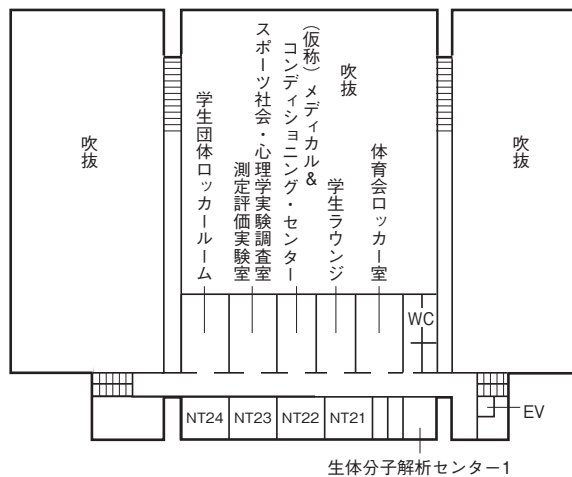 吹抜
学生団体ロッカールーム
測定評価実験室
スポーツ社会・心理学実験調査室
コンディショニング・センター
(仮称)メディカル&
学生ラウンジ
吹抜
体育会ロッカー室
吹抜
WC
NT24
NT23
NT22
NT21
EV
生体分子解析センター1